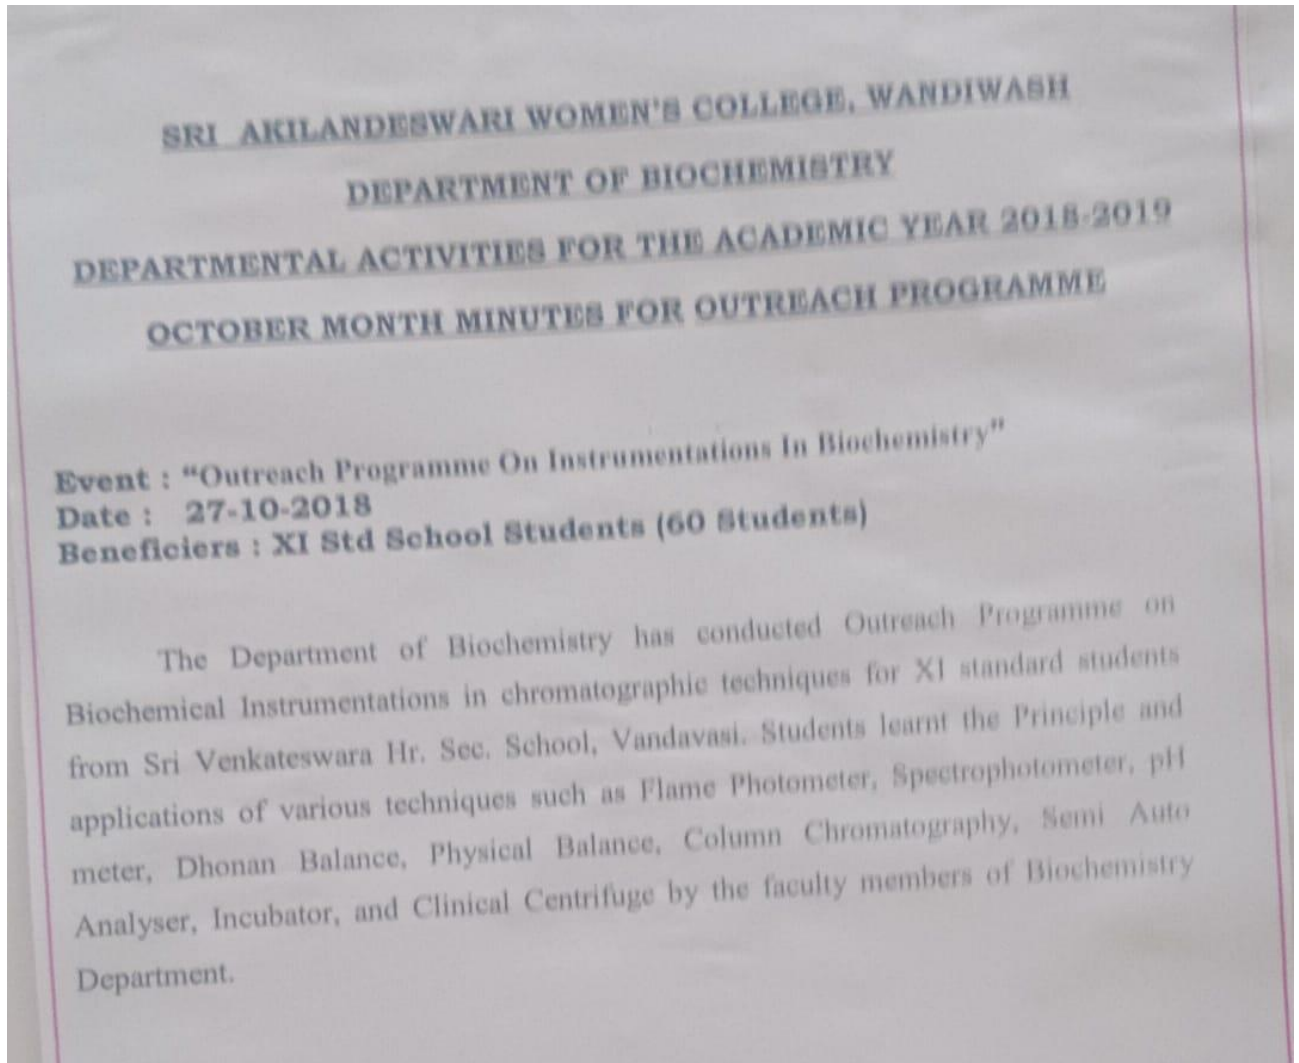 SRI AKILANDESWARI WOMEN'S COLLEGE, WANDIWASH
DEPARTMENT OF BIOCHEMISTRY
DEPARTMENTAL ACTIVITIES FOR THE ACADEMIC YEAR 2018-2019
OCTOBER MONTH MINUTES FOR OUTREACH PROGRAMME
Event : “Outreach Programme On Instrumentations In Biochemistry”
Date : 27-10-2018
Beneficiers : XI Std School Students (60 Students)
The Department of Biochemistry has conducted Outreach Programme on
Biochemical Instrumentations in chromatographic techniques for XI standard students
from Sri Venkateswara Hr. Sec. School, Vandavasi. Students learnt the Principle and
applications of various techniques such as Flame Photometer, Spectrophotometer, pH
meter, Dhonan Balance, Physical Balance, Column Chromatography, Semi Auto
Analyser, Incubator, and Clinical Centrifuge by the faculty members of Biochemistry
Department.